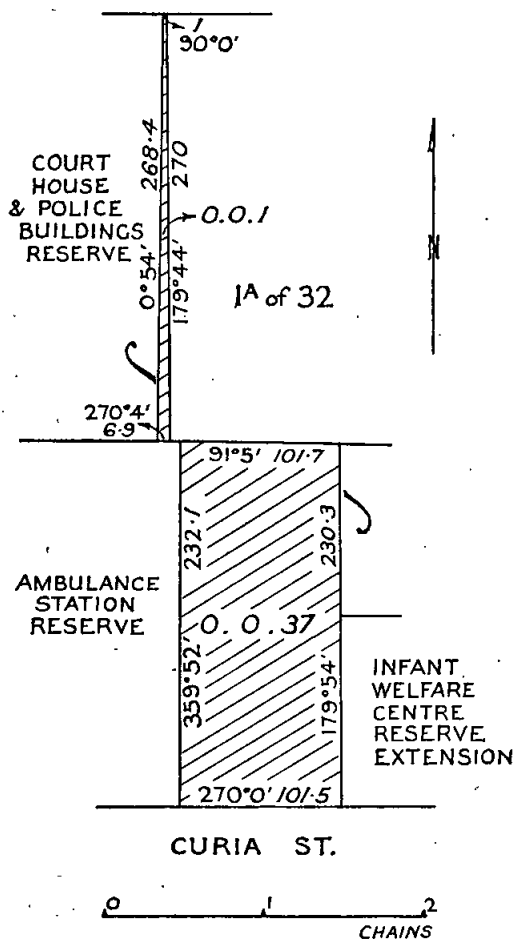 1
90°0'
COURT
HOUSE
& POLICE
BUILDINGS
RESERVE
268·4
0°54'
270
179°44'
0.0.1
1A of 32
N
270°4'
6·9
91°5' 101·7
232·1
359°52'
230·3
179°54'
AMBULANCE
STATION
RESERVE
0.0.37
INFANT
WELFARE
CENTRE
RESERVE
EXTENSION
270°0' 101·5
CURIA ST.
0 1 2
CHAINS